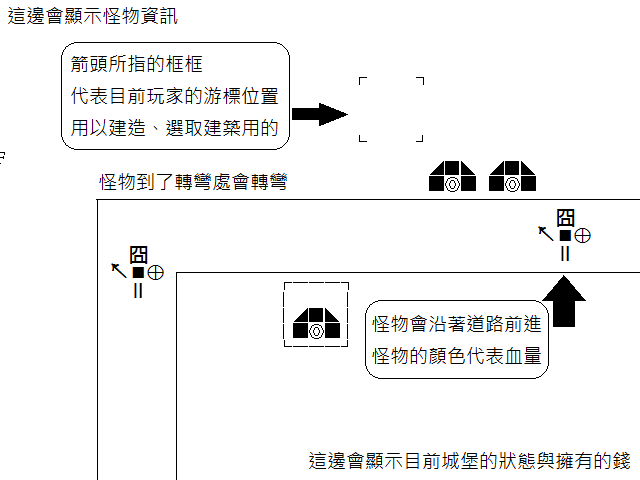 這邊會顯示怪物資訊
箭頭所指的框框
代表目前玩家的游標位置
用以建造、選取建築用的
怪物到了轉彎處會轉彎
囧
↖■⊕
||
囧
↖■⊕
||
怪物會沿著道路前進
怪物的顏色代表血量
這邊會顯示目前城堡的狀態與擁有的錢